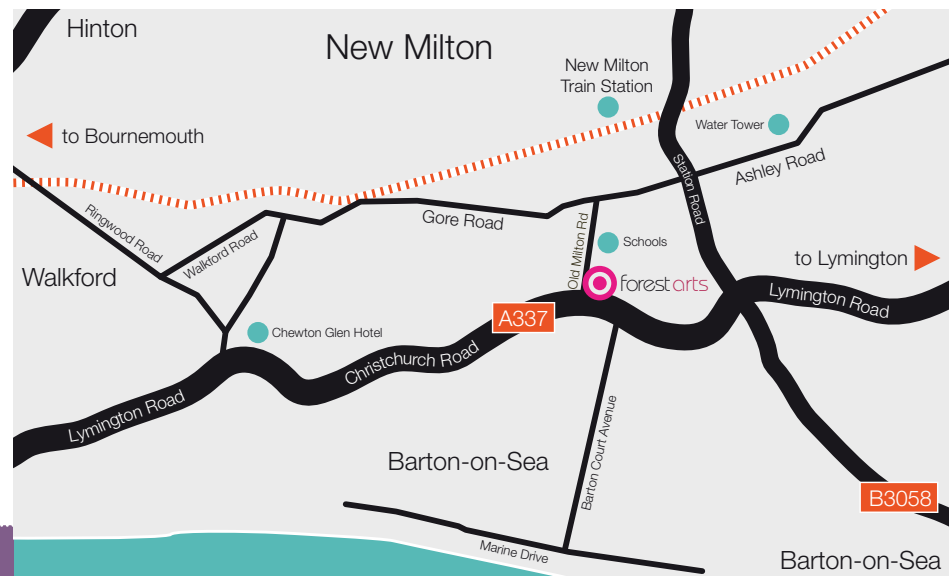 Hinton
New Milton
New Milton
Train Station
Water Tower
to Bournemouth
Ashley Road
Station Road
Ringwood Road
Walkford Road
Gore Road
Old Milton Rd
Schools
Walkford
to Lymington
forestarts
Lymington Road
A337
Chewton Glen Hotel
Christchurch Road
Lymington Road
Barton Court Avenue
Barton-on-Sea
B3058
Marine Drive
Barton-on-Sea